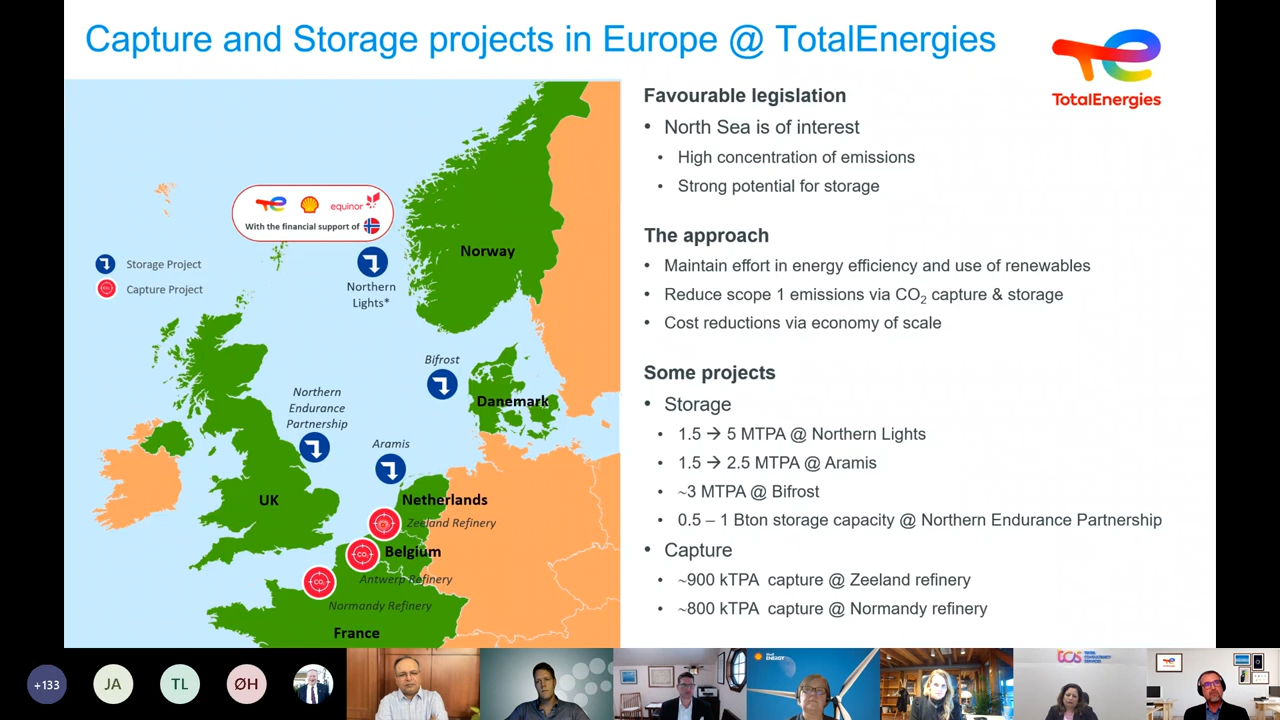 Capture and Storage projects in Europe @ TotalEnergies
TotalEnergies
equinor
With the financial support of
Storage Project
Capture Project
Northern
Lights*
Norway
Bifrost
Danemark
Northern
Endurance
Partnership
Aramis
UK
Netherlands
Zeeland Refinery
CO₂
Belgium
Antwerp Refinery
CO₂
Normandy Refinery
France
Favourable legislation
• North Sea is of interest
• High concentration of emissions
• Strong potential for storage
The approach
• Maintain effort in energy efficiency and use of renewables
• Reduce scope 1 emissions via CO₂ capture & storage
• Cost reductions via economy of scale
Some projects
• Storage
• 1.5 → 5 MTPA @ Northern Lights
• 1.5 → 2.5 MTPA @ Aramis
• ~3 MTPA @ Bifrost
• 0.5 – 1 Bton storage capacity @ Northern Endurance Partnership
• Capture
• ~900 kTPA capture @ Zeeland refinery
• ~800 kTPA capture @ Normandy refinery
+133
JA
TL
ØH
ENERGY
tcs